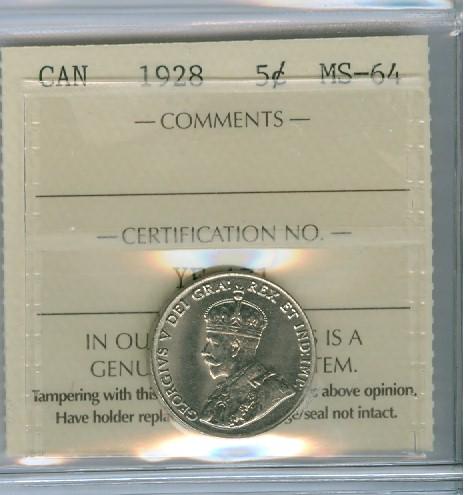 CAN 1928 5¢ MS-64
— COMMENTS —
— CERTIFICATION NO. —
GEORGIVS V DEI GRA: REX ET IND: IMP:
IN OU S IS A
GENU TEM.
Tampering with this above opinion.
Have holder repla ge/seal not intact.